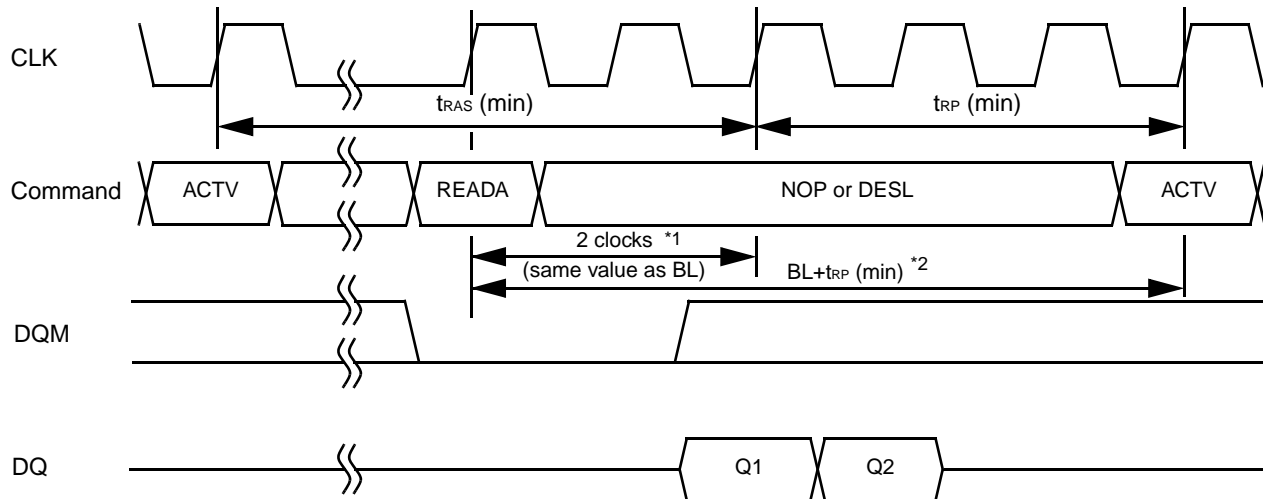 CLK
tRAS (min)
tRP (min)
Command
ACTV
READA
NOP or DESL
ACTV
2 clocks *1
(same value as BL)
BL+tRP (min) *2
DQM
DQ
Q1
Q2